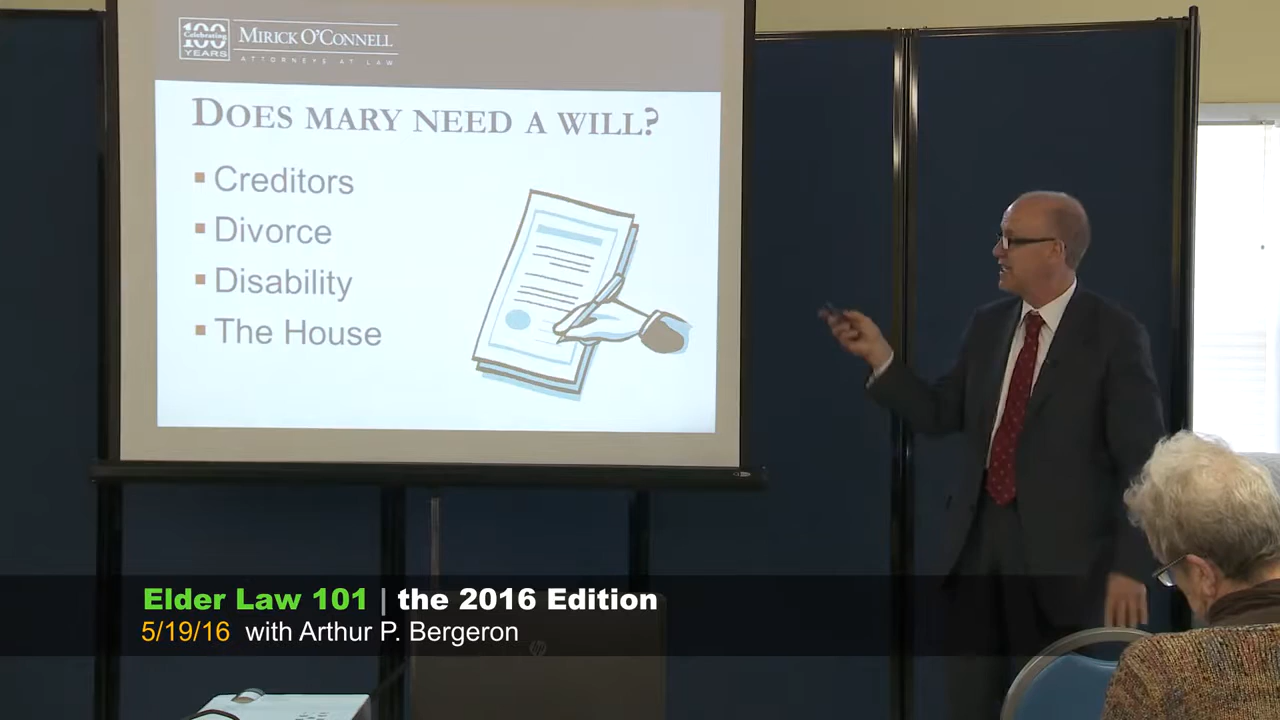 Celebrating
100
YEARS
MIRICK O'CONNELL
ATTORNEYS AT LAW
DOES MARY NEED A WILL?
Creditors
Divorce
Disability
The House
Elder Law 101 | the 2016 Edition
5/19/16 with Arthur P. Bergeron
hp